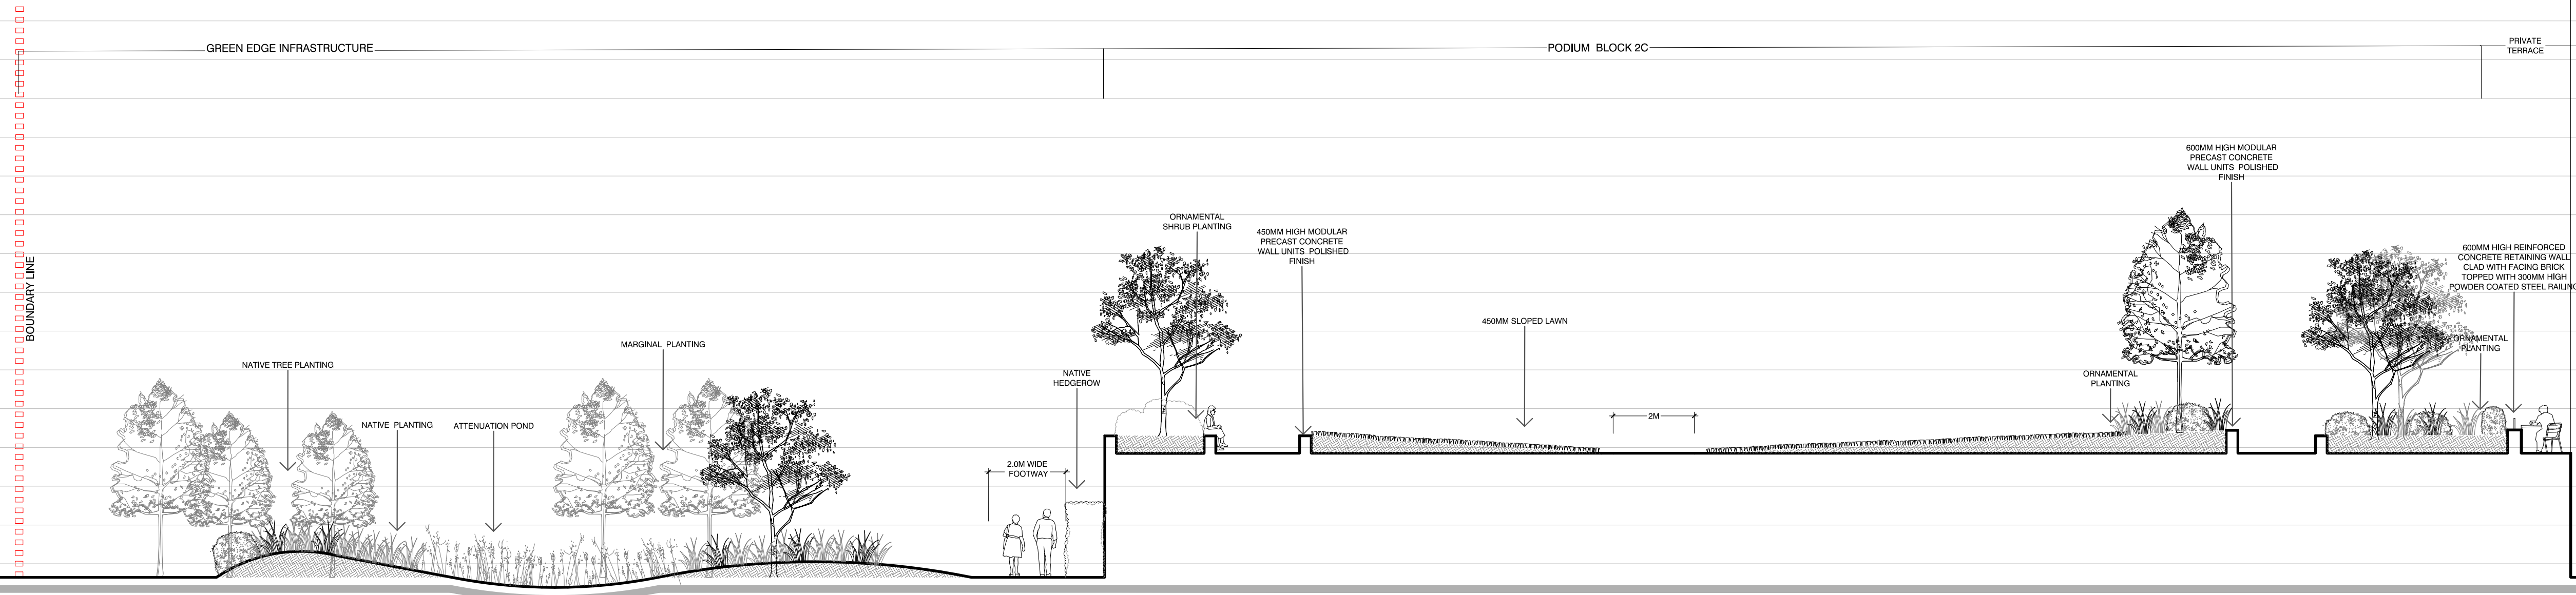 GREEN EDGE INFRASTRUCTURE
PODIUM BLOCK 2C
PRIVATE
TERRACE
BOUNDARY LINE
NATIVE TREE PLANTING
NATIVE PLANTING
ATTENUATION POND
MARGINAL PLANTING
2.0M WIDE
FOOTWAY
NATIVE
HEDGEROW
ORNAMENTAL
SHRUB PLANTING
450MM HIGH MODULAR
PRECAST CONCRETE
WALL UNITS POLISHED
FINISH
450MM SLOPED LAWN
2M
ORNAMENTAL
PLANTING
600MM HIGH MODULAR
PRECAST CONCRETE
WALL UNITS POLISHED
FINISH
ORNAMENTAL
PLANTING
600MM HIGH REINFORCED
CONCRETE RETAINING WALL
CLAD WITH FACING BRICK
TOPPED WITH 300MM HIGH
POWDER COATED STEEL RAILING